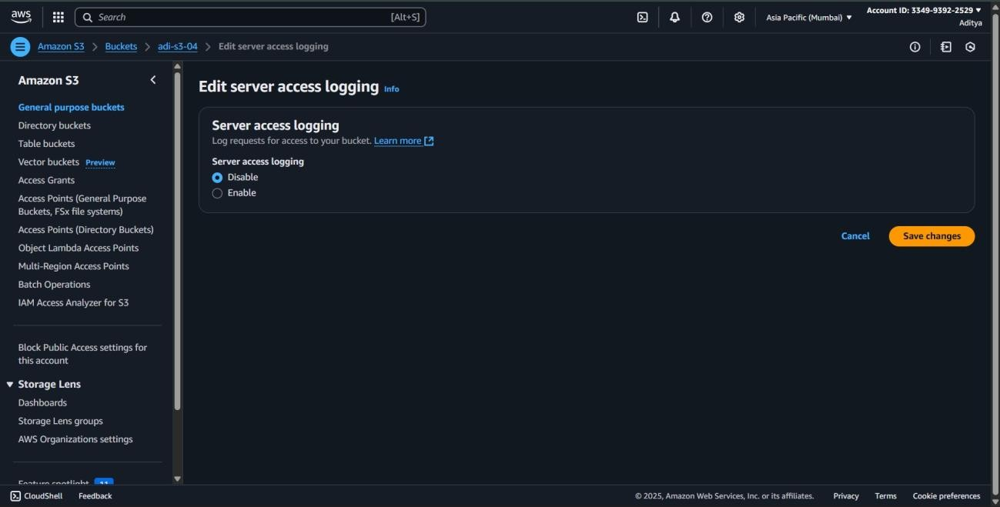 aws
Search [Alt+S]
Asia Pacific (Mumbai) ▼
Account ID: 3349-9392-2529 ▼
Aditya
Amazon S3 > Buckets > adi-s3-04 > Edit server access logging
Amazon S3
General purpose buckets
Directory buckets
Table buckets
Vector buckets Preview
Access Grants
Access Points (General Purpose
Buckets, FSx file systems)
Access Points (Directory Buckets)
Object Lambda Access Points
Multi-Region Access Points
Batch Operations
IAM Access Analyzer for S3
Block Public Access settings for
this account
▼ Storage Lens
Dashboards
Storage Lens groups
AWS Organizations settings
Feature spotlight 11
Edit server access logging Info
Server access logging
Log requests for access to your bucket. Learn more
Server access logging
Disable
Enable
Cancel Save changes
CloudShell Feedback © 2025, Amazon Web Services, Inc. or its affiliates. Privacy Terms Cookie preferences